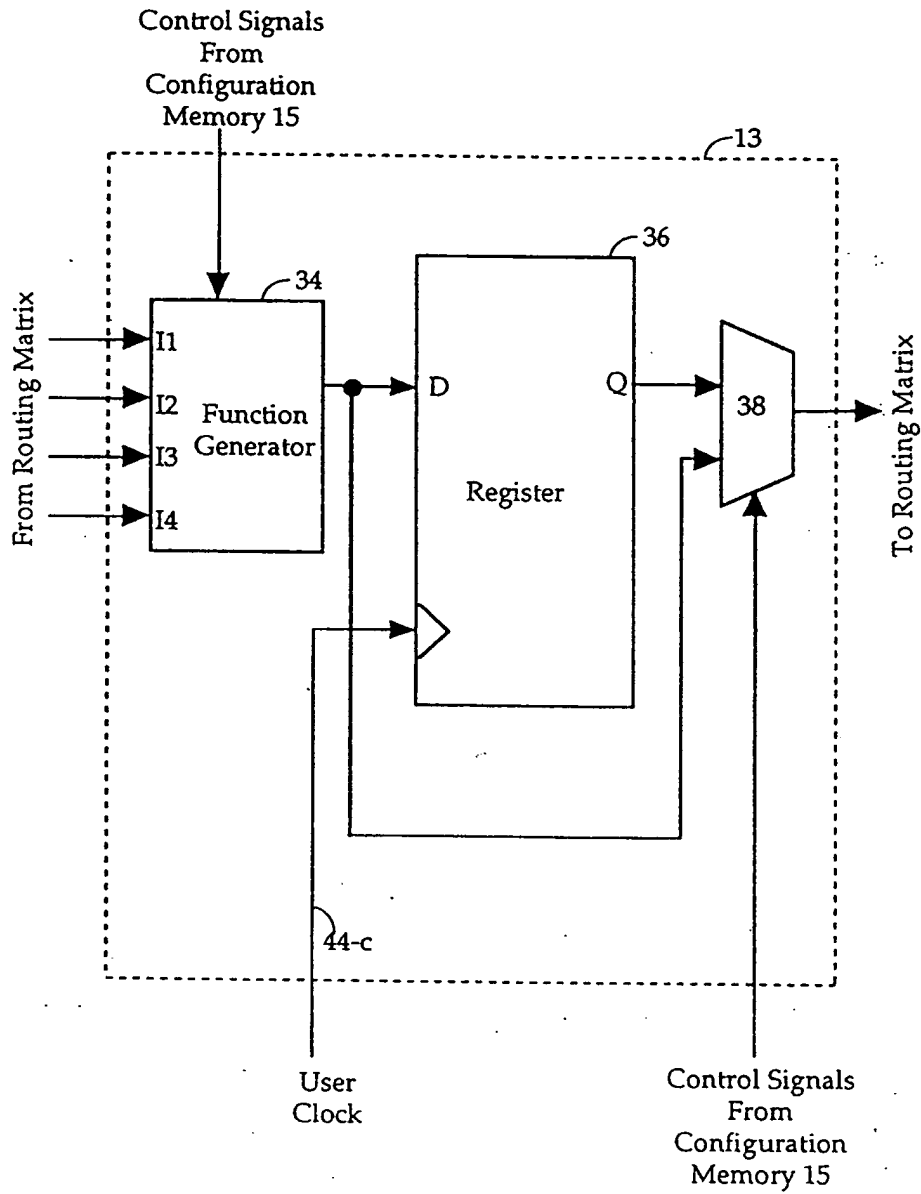 Control Signals
From
Configuration
Memory 15
13
36
34
From Routing Matrix
I1
I2
I3
I4
Function
Generator
D
Q
Register
38
To Routing Matrix
44-c
User
Clock
Control Signals
From
Configuration
Memory 15